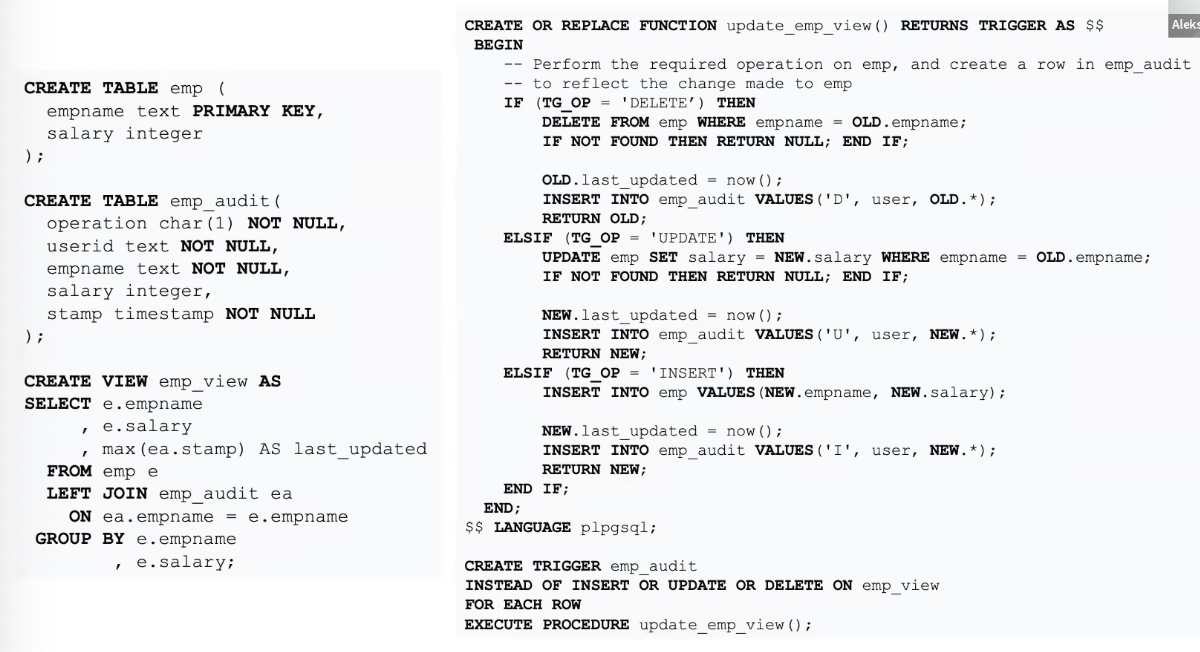 CREATE TABLE emp (
  empname text PRIMARY KEY,
  salary integer
);

CREATE TABLE emp_audit(
  operation char(1) NOT NULL,
  userid text NOT NULL,
  empname text NOT NULL,
  salary integer,
  stamp timestamp NOT NULL
);

CREATE VIEW emp_view AS
SELECT e.empname
     , e.salary
     , max(ea.stamp) AS last_updated
  FROM emp e
  LEFT JOIN emp_audit ea
    ON ea.empname = e.empname
 GROUP BY e.empname
        , e.salary;

CREATE OR REPLACE FUNCTION update_emp_view() RETURNS TRIGGER AS $$
 BEGIN
    -- Perform the required operation on emp, and create a row in emp_audit
    -- to reflect the change made to emp
    IF (TG_OP = 'DELETE’) THEN
        DELETE FROM emp WHERE empname = OLD.empname;
        IF NOT FOUND THEN RETURN NULL; END IF;

        OLD.last_updated = now();
        INSERT INTO emp_audit VALUES('D', user, OLD.*);
        RETURN OLD;
    ELSIF (TG_OP = 'UPDATE') THEN
        UPDATE emp SET salary = NEW.salary WHERE empname = OLD.empname;
        IF NOT FOUND THEN RETURN NULL; END IF;

        NEW.last_updated = now();
        INSERT INTO emp_audit VALUES('U', user, NEW.*);
        RETURN NEW;
    ELSIF (TG_OP = 'INSERT') THEN
        INSERT INTO emp VALUES(NEW.empname, NEW.salary);

        NEW.last_updated = now();
        INSERT INTO emp_audit VALUES('I', user, NEW.*);
        RETURN NEW;
    END IF;
  END;
$$ LANGUAGE plpgsql;

CREATE TRIGGER emp_audit
INSTEAD OF INSERT OR UPDATE OR DELETE ON emp_view
FOR EACH ROW
EXECUTE PROCEDURE update_emp_view();
Aleks